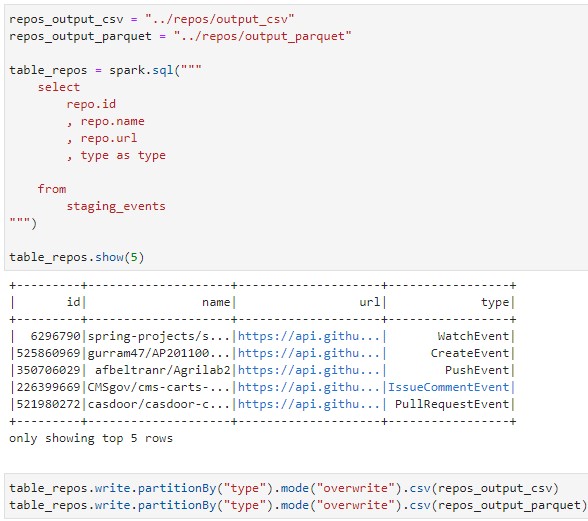 repos_output_csv = "../repos/output_csv"
repos_output_parquet = "../repos/output_parquet"
table_repos = spark.sql("""
    select
        repo.id
        , repo.name
        , repo.url
        , type as type
    from
        staging_events
""")
table_repos.show(5)
+---------+--------------------+--------------------+-----------------+
|       id|                name|                 url|             type|
+---------+--------------------+--------------------+-----------------+
|  6296790|spring-projects/s...|https://api.githu...|       WatchEvent|
|525860969|gurram47/AP201100...|https://api.githu...|      CreateEvent|
|350706029| afbeltranr/Agrilab2|https://api.githu...|        PushEvent|
|226399669|CMSgov/cms-carts-...|https://api.githu...|IssueCommentEvent|
|521980272|casdoor/casdoor-c...|https://api.githu...| PullRequestEvent|
+---------+--------------------+--------------------+-----------------+
only showing top 5 rows
table_repos.write.partitionBy("type").mode("overwrite").csv(repos_output_csv)
table_repos.write.partitionBy("type").mode("overwrite").csv(repos_output_parquet)